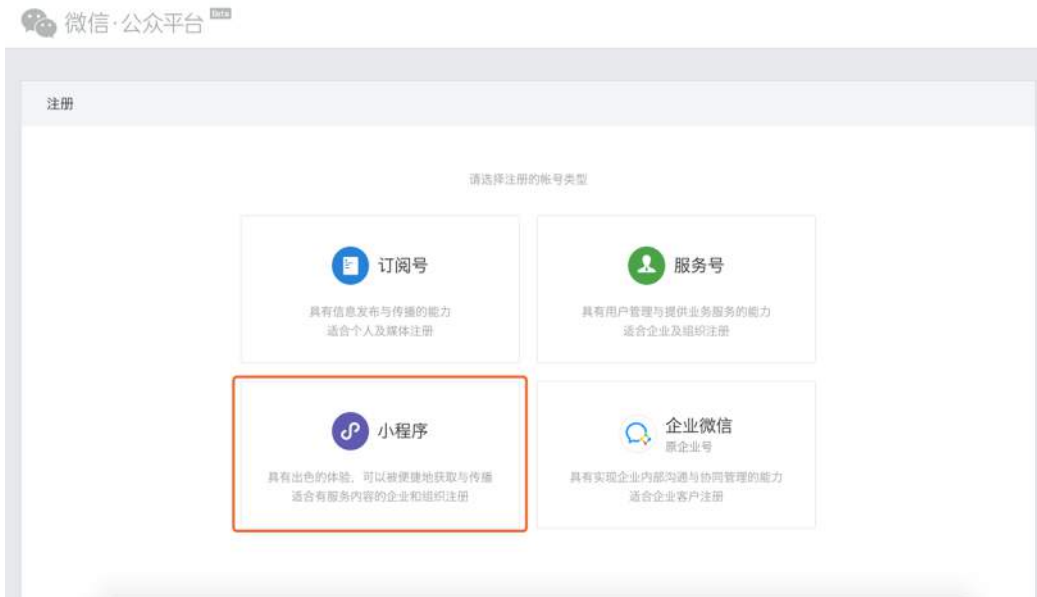 微信·公众平台 Beta
注册
请选择注册的帐号类型
订阅号
具有信息发布与传播的能力
适合个人及媒体注册
服务号
具有用户管理与提供业务服务的能力
适合企业及组织注册
小程序
具有出色的体验，可以被便捷地获取与传播
适合有服务内容的企业和组织注册
企业微信
原企业号
具有实现企业内部沟通与协同管理的能力
适合企业客户注册